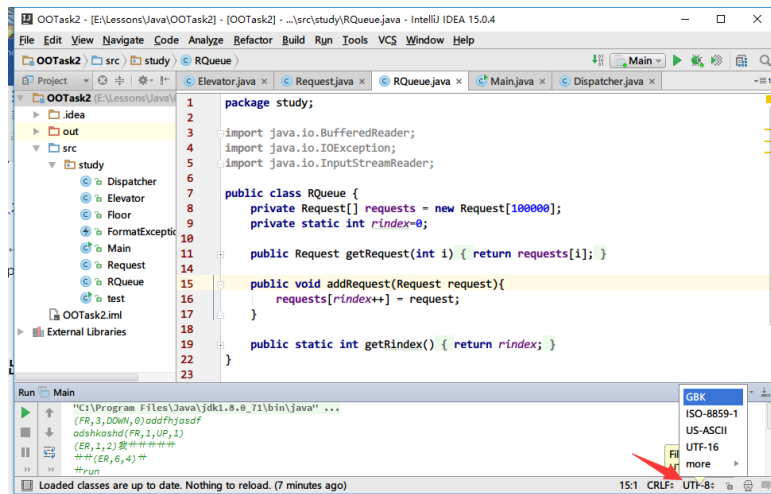 OOTask2 - [E:\Lessons\Java\OOTask2] - [OOTask2] - ...\src\study\RQueue.java - IntelliJ IDEA 15.0.4
File Edit View Navigate Code Analyze Refactor Build Run Tools VCS Window Help
OOTask2 src study RQueue Main
Project Elevator.java × Request.java × RQueue.java × Main.java × Dispatcher.java ×
OOTask2 (E:\Lessons\Java\
.idea
out
src
study
Dispatcher
Elevator
Floor
FormatExceptic
Main
Request
RQueue
test
OOTask2.iml
External Libraries
1 package study;
2
3 import java.io.BufferedReader;
4 import java.io.IOException;
5 import java.io.InputStreamReader;
6
7 public class RQueue {
8 private Request[] requests = new Request[100000];
9 private static int rindex=0;
10
11 public Request getRequest(int i) { return requests[i]; }
14
15 public void addRequest(Request request){
16 requests[rindex++] = request;
17 }
18
19 public static int getRindex() { return rindex; }
22 }
23
Run Main
"C:\Program Files\Java\jdk1.8.0_71\bin\java" ...
(FR,3,DOWN,0)addfhjasdf
adshkashd(FR,1,UP,1)
(ER,1,2)我#####
##(ER,6,4)#
#run
GBK
ISO-8859-1
US-ASCII
UTF-16
more
Fil
Loaded classes are up to date. Nothing to reload. (7 minutes ago) 15:1 CRLF UTF-8